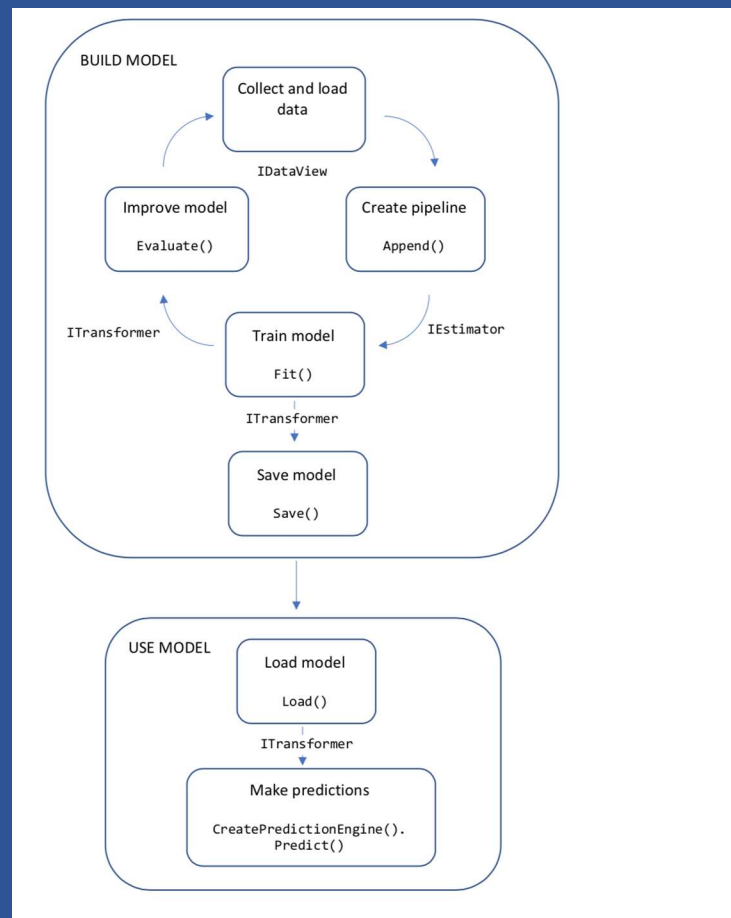 BUILD MODEL
Collect and load
data
IDataView
Improve model
Evaluate()
Create pipeline
Append()
ITransformer
Train model
Fit()
IEstimator
ITransformer
Save model
Save()
USE MODEL
Load model
Load()
ITransformer
Make predictions
CreatePredictionEngine().
Predict()